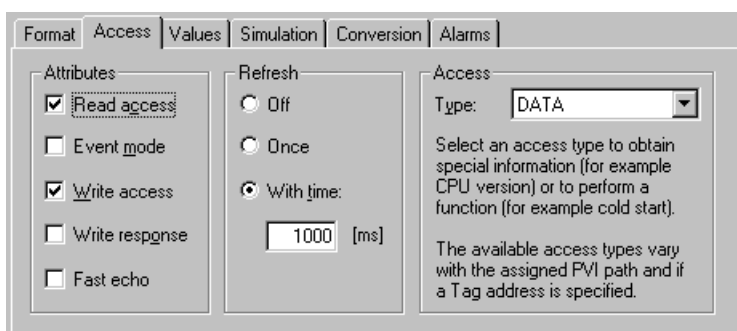 Format Access Values Simulation Conversion Alarms
Attributes
Read access
Event mode
Write access
Write response
Fast echo
Refresh
Off
Once
With time:
1000 [ms]
Access
Type: DATA
Select an access type to obtain
special information (for example
CPU version) or to perform a
function (for example cold start).
The available access types vary
with the assigned PVI path and if
a Tag address is specified.